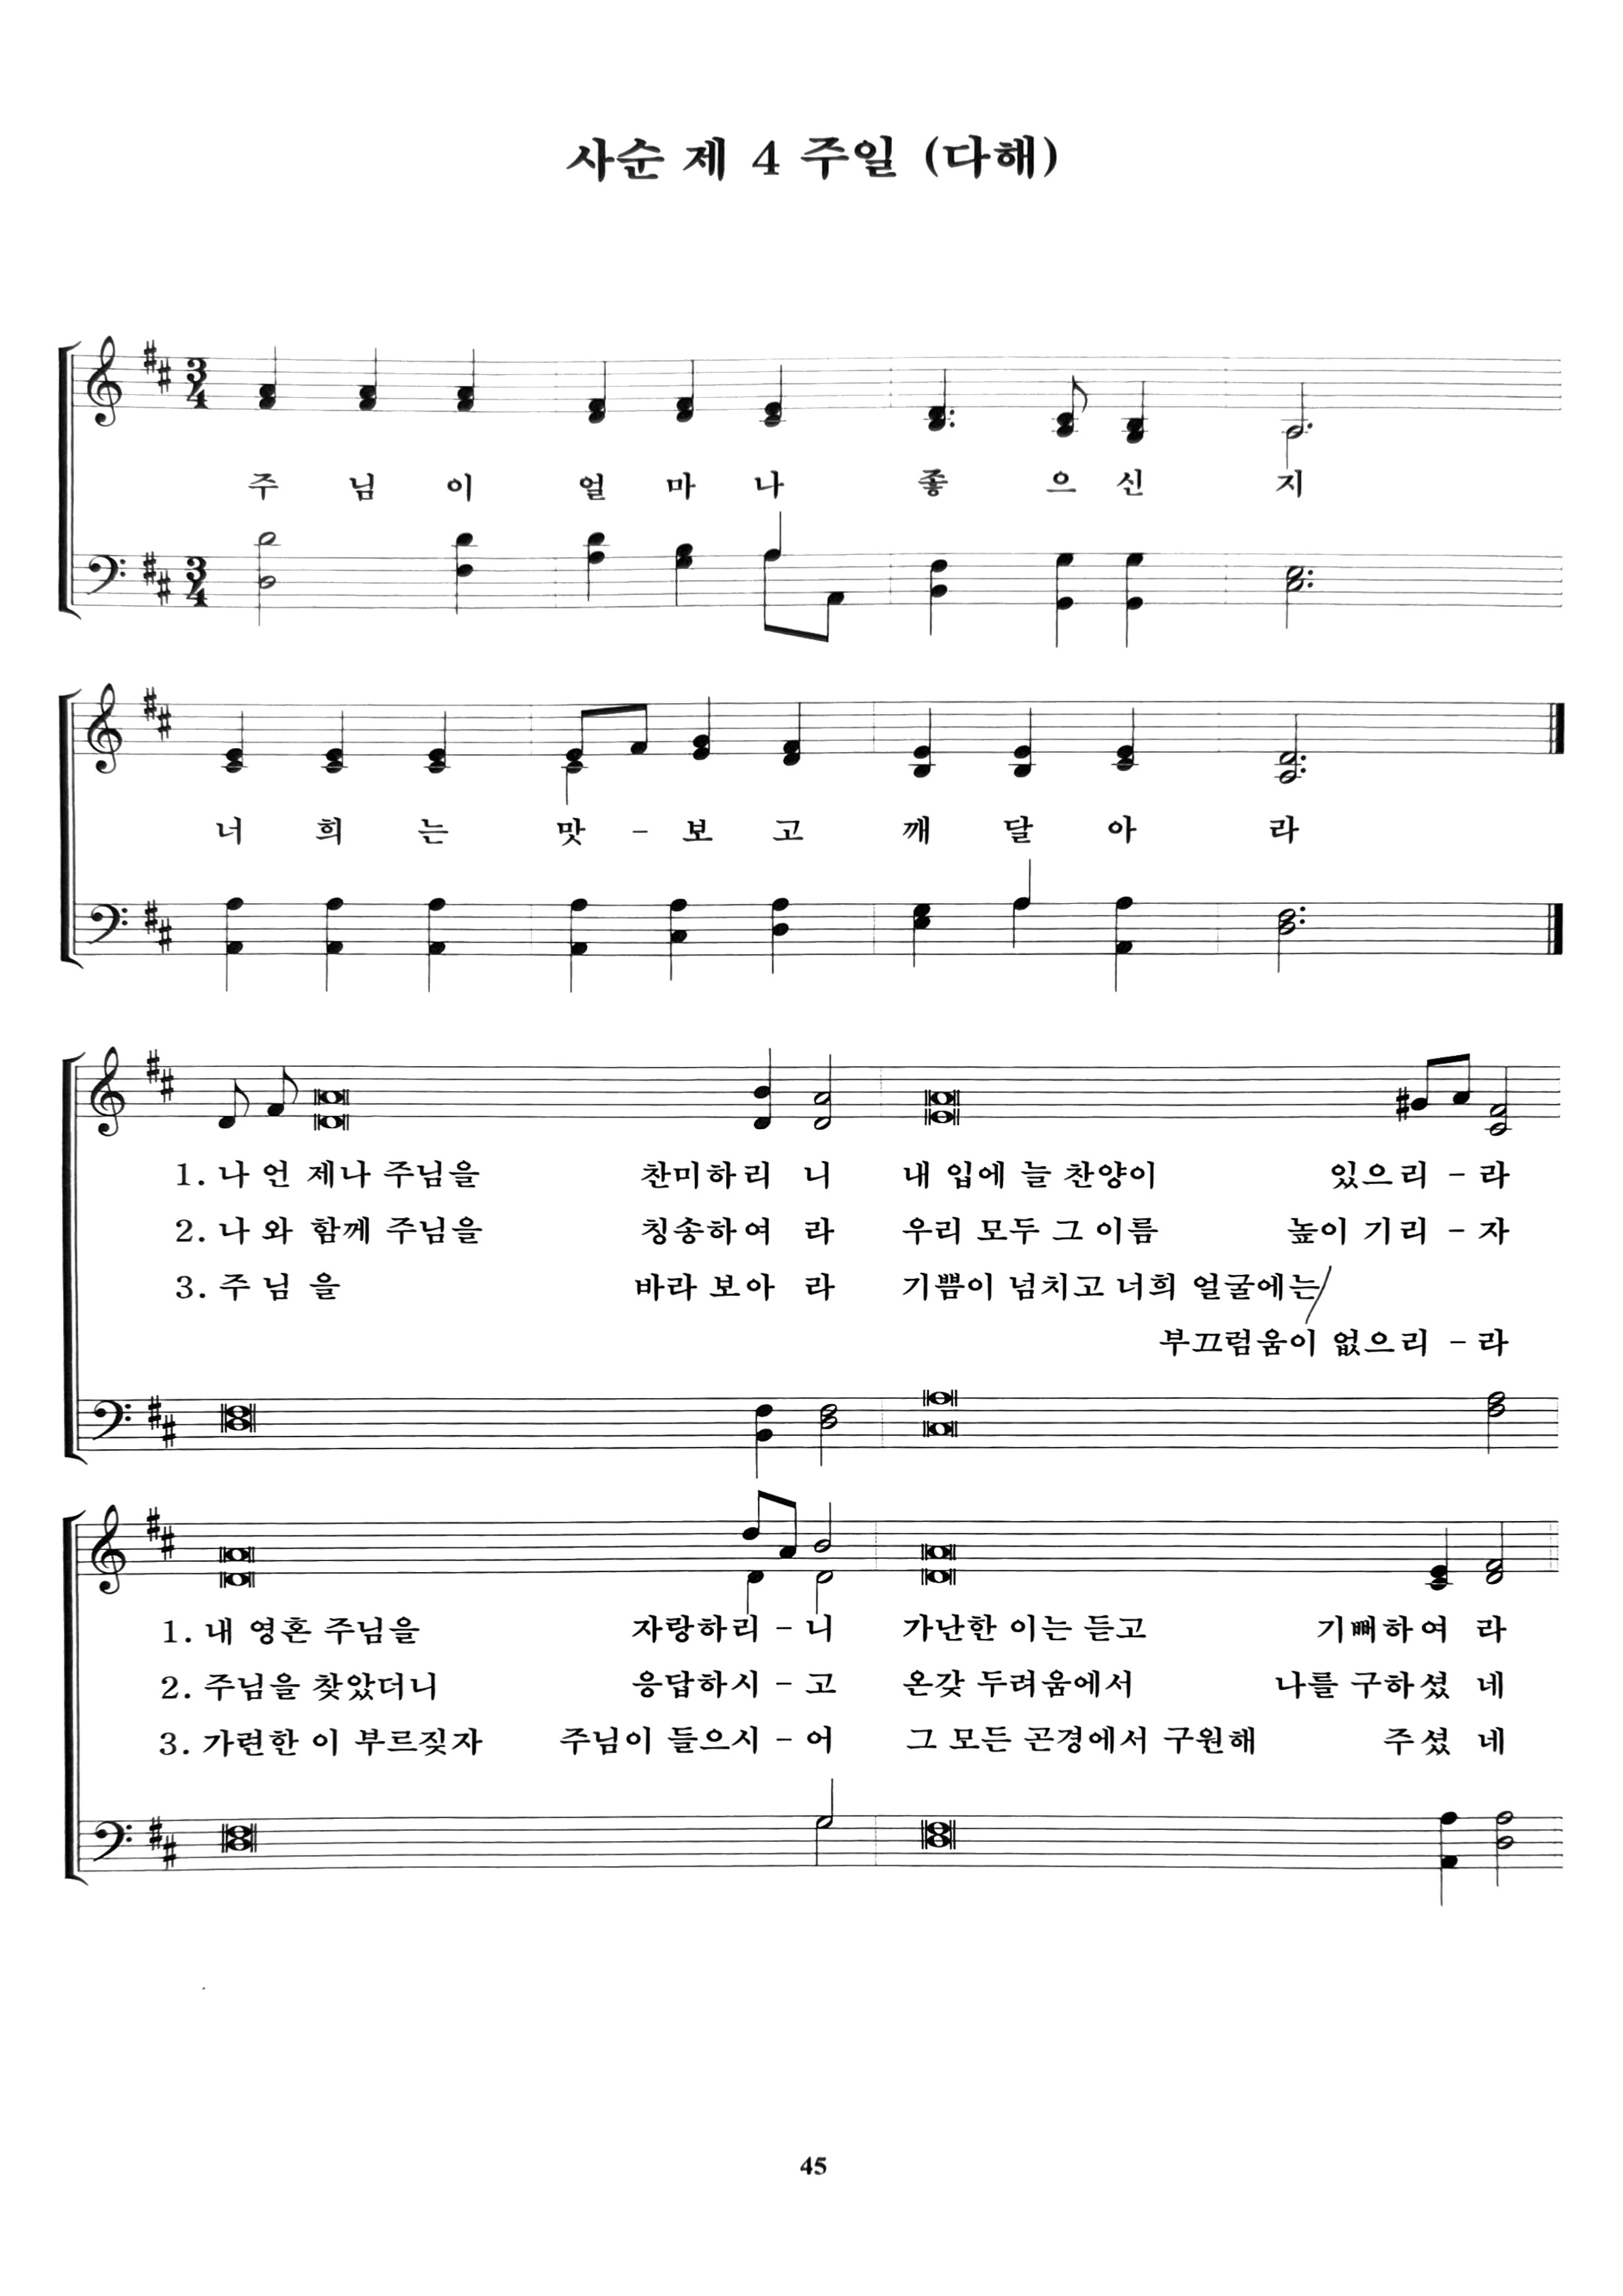 사순 제 4 주일 (다해)
3 4
주 님 이 얼 마 나 좋 으 신 지
3 4
너 희 는 맛 - 보 고 깨 달 아 라
1. 나 언 제나 주님을 찬미하리 니 내 입에 늘 찬양이 있으리 - 라
2. 나 와 함께 주님을 칭송하여 라 우리 모두 그 이름 높이 기리 - 자
3. 주 님 을 바라 보아 라 기쁨이 넘치고 너희 얼굴에는
부끄럼움이 없으리 - 라
1. 내 영혼 주님을 자랑하리 - 니 가난한 이는 듣고 기뻐하여 라
2. 주님을 찾았더니 응답하시 - 고 온갖 두려움에서 나를 구하셨 네
3. 가련한 이 부르짖자 주님이 들으시 - 어 그 모든 곤경에서 구원해 주셨 네
45